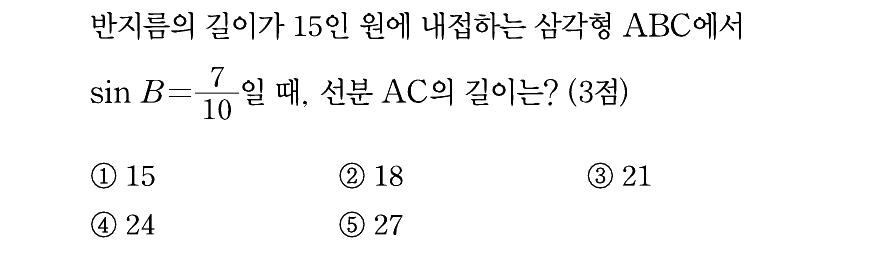 반지름의 길이가 15인 원에 내접하는 삼각형 ABC에서
sin B=7/10일 때, 선분 AC의 길이는? (3점)
① 15 ② 18 ③ 21
④ 24 ⑤ 27